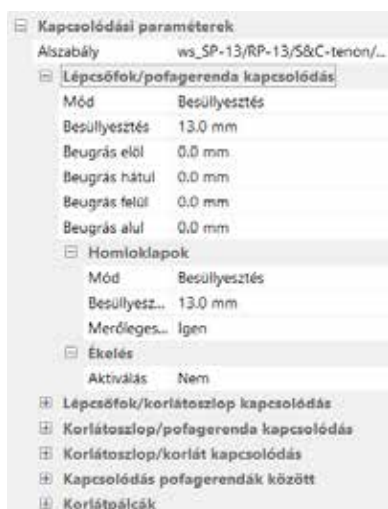 Kapcsolódási paraméterek
Alszabály ws_SP-13/RP-13/S&C-tenon/...
Lépcsőfok/pofagerenda kapcsolódás
Mód Besüllyesztés
Besüllyesztés 13.0 mm
Beugrás elöl 0.0 mm
Beugrás hátul 0.0 mm
Beugrás felül 0.0 mm
Beugrás alul 0.0 mm
Homloklapok
Mód Besüllyesztés
Besüllyesz... 13.0 mm
Merőleges... Igen
Ékelés
Aktiválás Nem
Lépcsőfok/korlátoszlop kapcsolódás
Korlátoszlop/pofagerenda kapcsolódás
Korlátoszlop/korlát kapcsolódás
Kapcsolódás pofagerendák között
Korlátpálcák